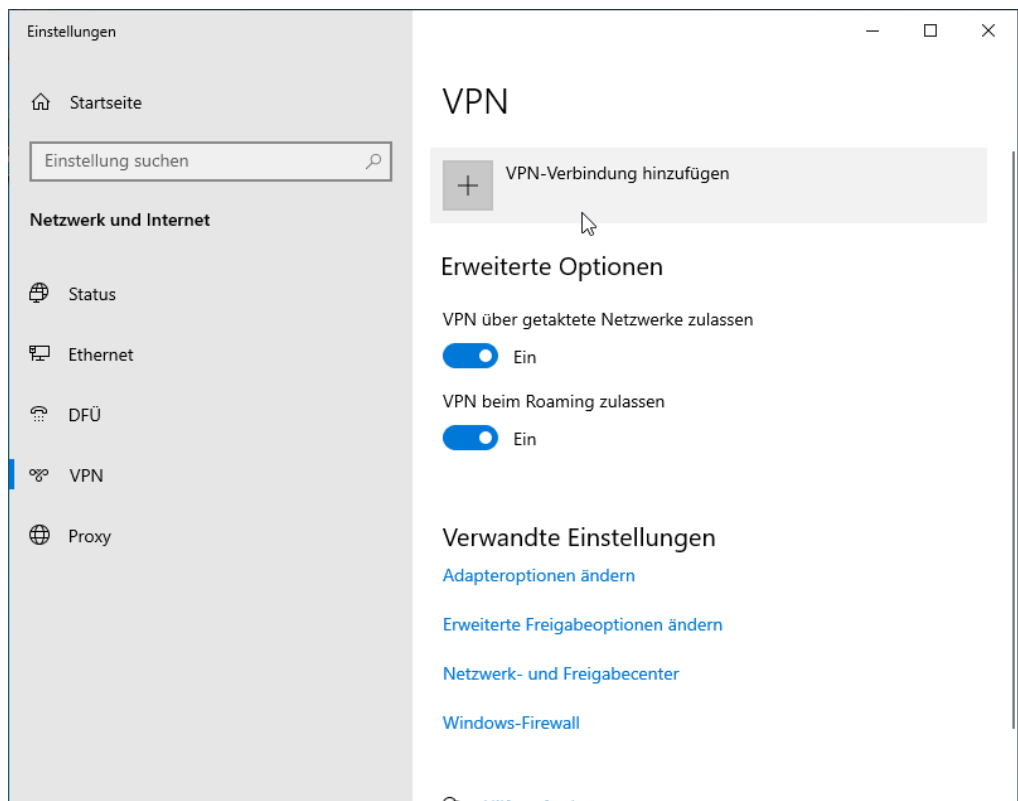 Einstellungen
Startseite
Einstellung suchen
Netzwerk und Internet
Status
Ethernet
DFÜ
VPN
Proxy
VPN
VPN-Verbindung hinzufügen
Erweiterte Optionen
VPN über getaktete Netzwerke zulassen
Ein
VPN beim Roaming zulassen
Ein
Verwandte Einstellungen
Adapteroptionen ändern
Erweiterte Freigabeoptionen ändern
Netzwerk- und Freigabecenter
Windows-Firewall